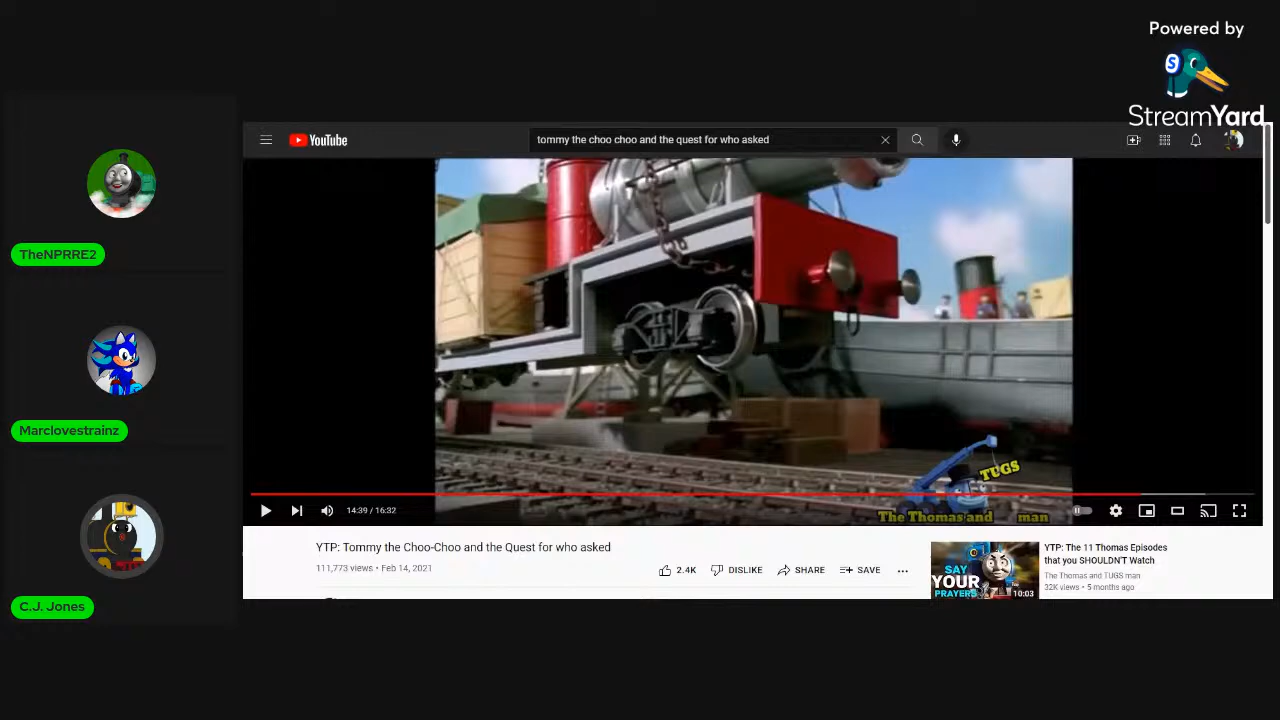 Powered by
StreamYard
YouTube
tommy the choo choo and the quest for who asked
TheNPRRE2
Marclovestrainz
C.J. Jones
TUGS
The Thomas and man
14:39 / 16:32
YTP: Tommy the Choo-Choo and the Quest for who asked
111,773 views • Feb 14, 2021
2.4K DISLIKE SHARE SAVE
SAY
YOUR
PRAYERS
10:03
YTP: The 11 Thomas Episodes
that you SHOULDN'T Watch
The Thomas and TUGS man
32K views • 5 months ago